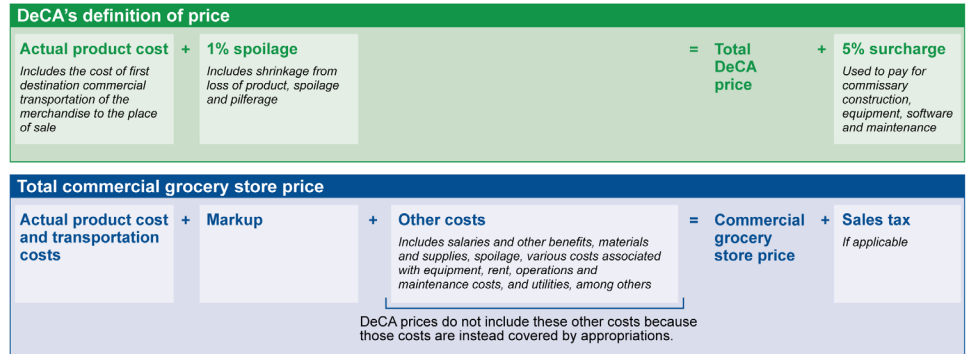 DeCA's definition of price
Actual product cost
Includes the cost of first
destination commercial
transportation of the
merchandise to the place
of sale
+
1% spoilage
Includes shrinkage from
loss of product, spoilage
and pilferage
=
Total
DeCA
price
+
5% surcharge
Used to pay for
commissary
construction,
equipment, software
and maintenance
Total commercial grocery store price
Actual product cost
and transportation
costs
+
Markup
+
Other costs
Includes salaries and other benefits, materials
and supplies, spoilage, various costs associated
with equipment, rent, operations and
maintenance costs, and utilities, among others
=
Commercial
grocery
store price
+
Sales tax
If applicable
DeCA prices do not include these other costs because
those costs are instead covered by appropriations.